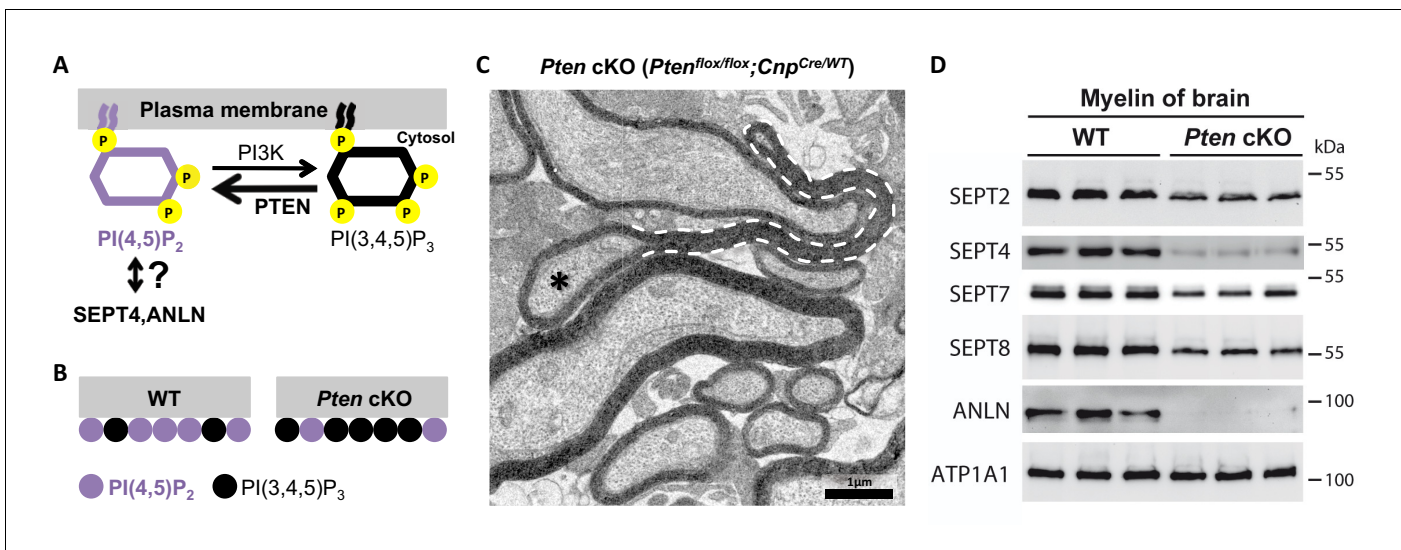 A
Plasma membrane
Cytosol
P
P
PI3K
P
P
P
PTEN
P
P
PI(4,5)P2
PI(3,4,5)P3
?
SEPT4,ANLN
B
WT
Pten cKO
PI(4,5)P2
PI(3,4,5)P3
C
Pten cKO (Ptenflox/flox;CnpCre/WT)
*
1µm
D
Myelin of brain
WT
Pten cKO
kDa
SEPT2
55
SEPT4
55
SEPT7
55
SEPT8
55
ANLN
100
ATP1A1
100